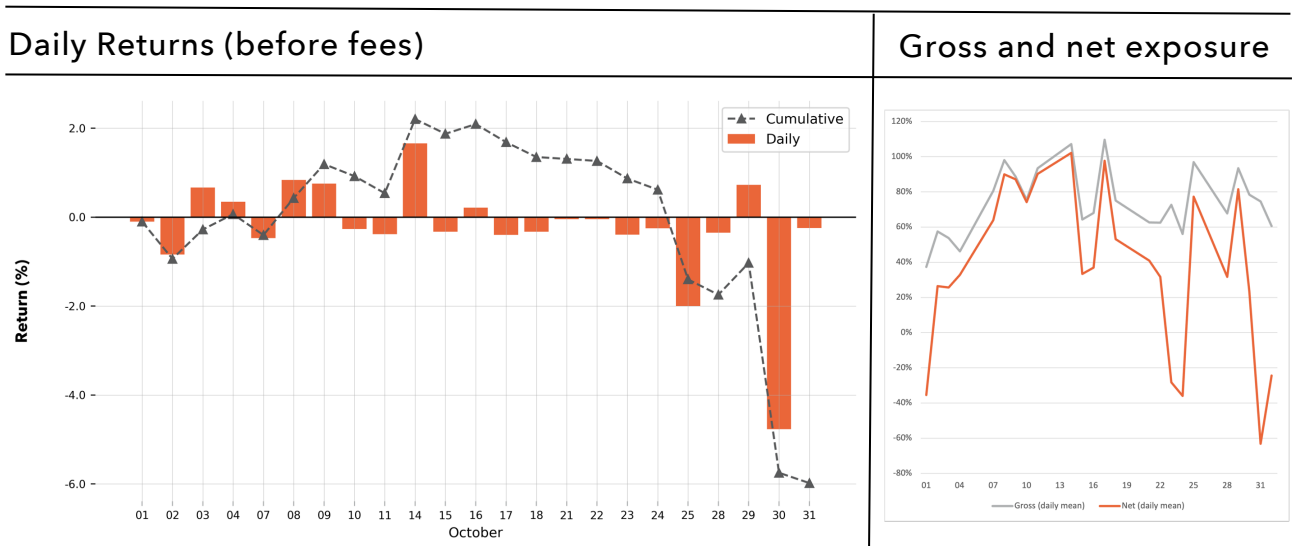 Daily Returns (before fees)
Gross and net exposure
Cumulative
Daily
2.0
0.0
-2.0
-4.0
-6.0
Return (%)
01 02 03 04 07 08 09 10 11 14 15 16 17 18 21 22 23 24 25 28 29 30 31
October
120%
100%
80%
60%
40%
20%
0%
-20%
-40%
-60%
-80%
01 04 07 10 13 16 19 22 25 28 31
Gross (daily mean) Net (daily mean)